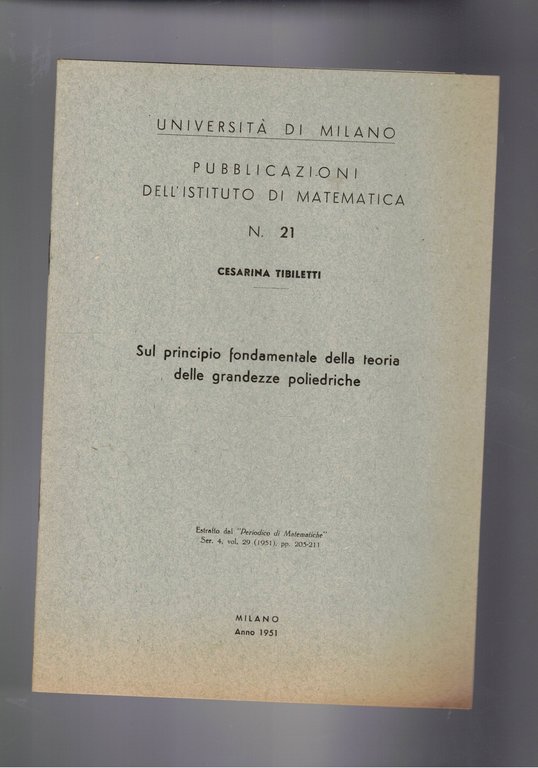 UNIVERSITÀ DI MILANO
PUBBLICAZIONI
DELL'ISTITUTO DI MATEMATICA
N. 21
CESARINA TIBILETTI
Sul principio fondamentale della teoria
delle grandezze poliedriche
Estratto dal "Periodico di Matematiche"
Ser. 4, vol. 29 (1951), pp. 205-211
MILANO
Anno 1951